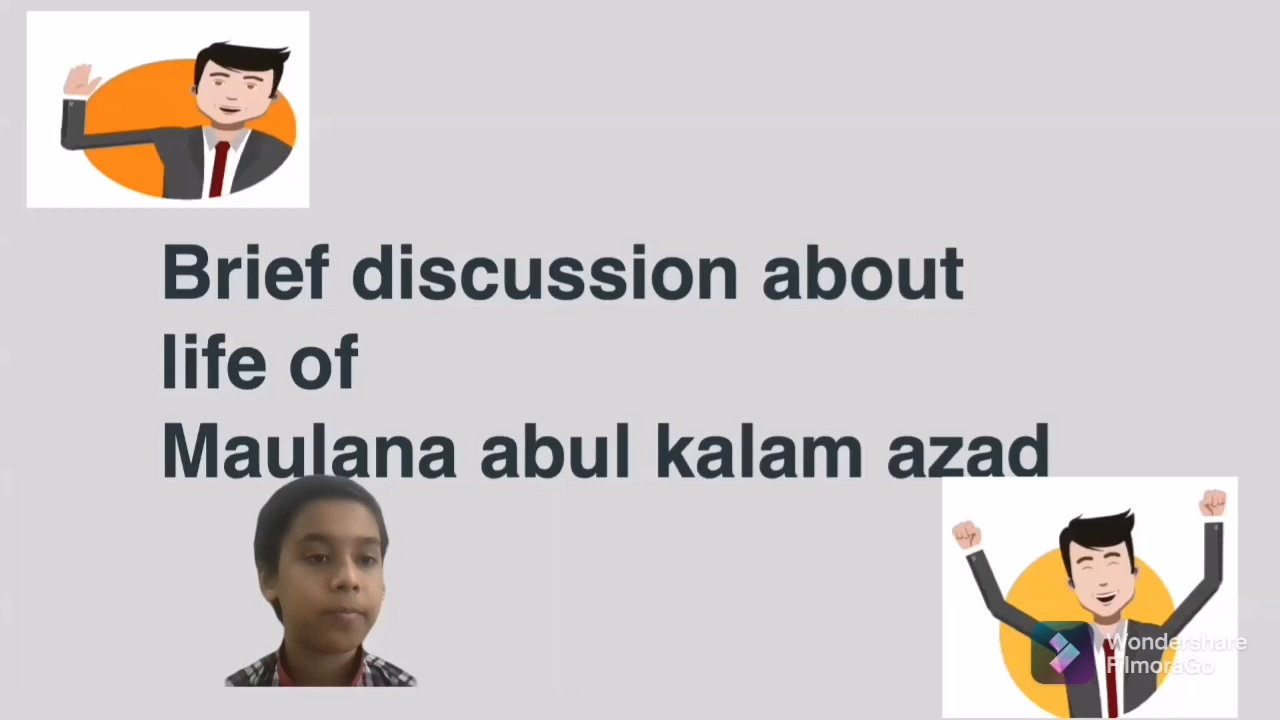 Brief discussion about
life of
Maulana abul kalam azad
Wondershare
FilmoraGo